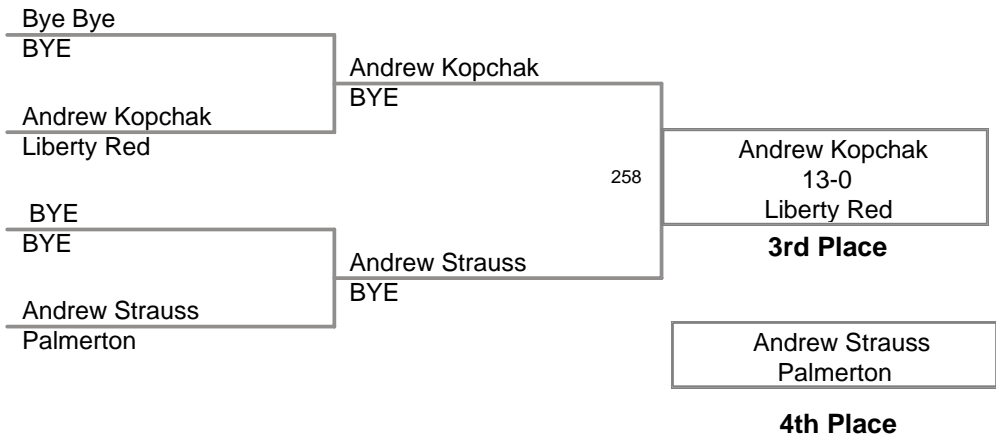 Bye Bye
BYE
Andrew Kopchak
BYE
Andrew Kopchak
Liberty Red
258
Andrew Kopchak
13-0
Liberty Red
3rd Place
BYE
BYE
Andrew Strauss
BYE
Andrew Strauss
Palmerton
Andrew Strauss
Palmerton
4th Place